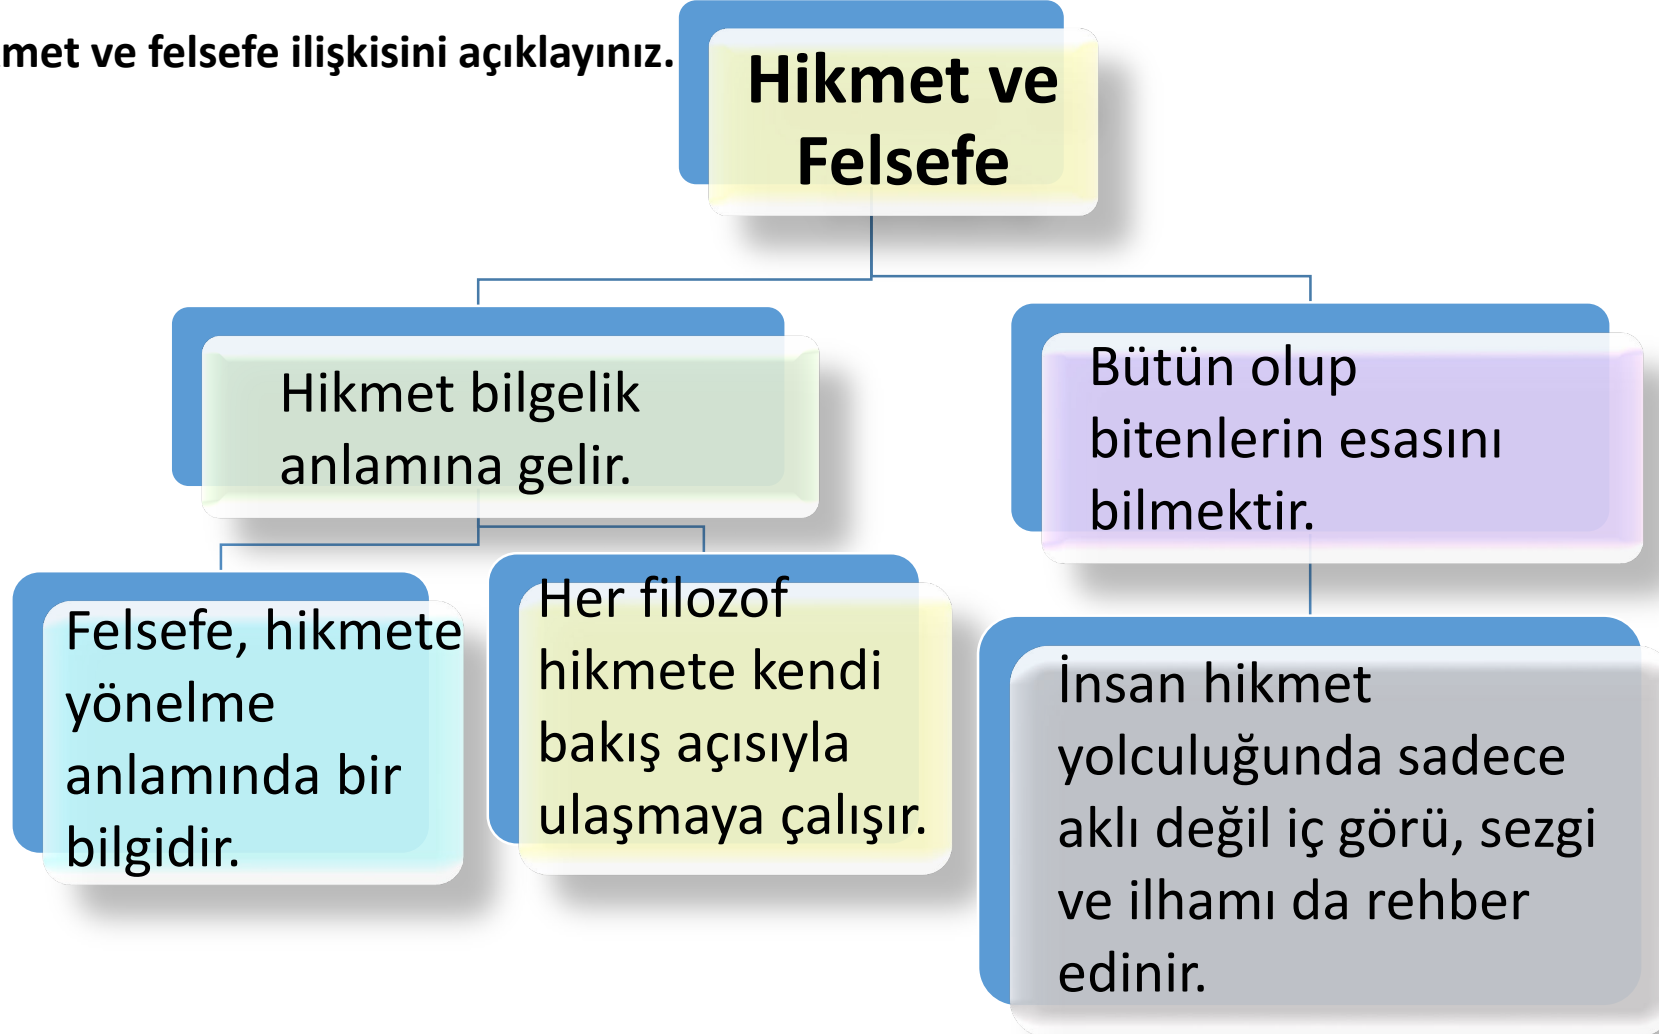 met ve felsefe ilişkisini açıklayınız.
Hikmet ve
Felsefe
Hikmet bilgelik
anlamına gelir.
Bütün olup
bitenlerin esasını
bilmektir.
Felsefe, hikmete
yönelme
anlamında bir
bilgidir.
Her filozof
hikmete kendi
bakış açısıyla
ulaşmaya çalışır.
İnsan hikmet
yolculuğunda sadece
aklı değil iç görü, sezgi
ve ilhamı da rehber
edinir.